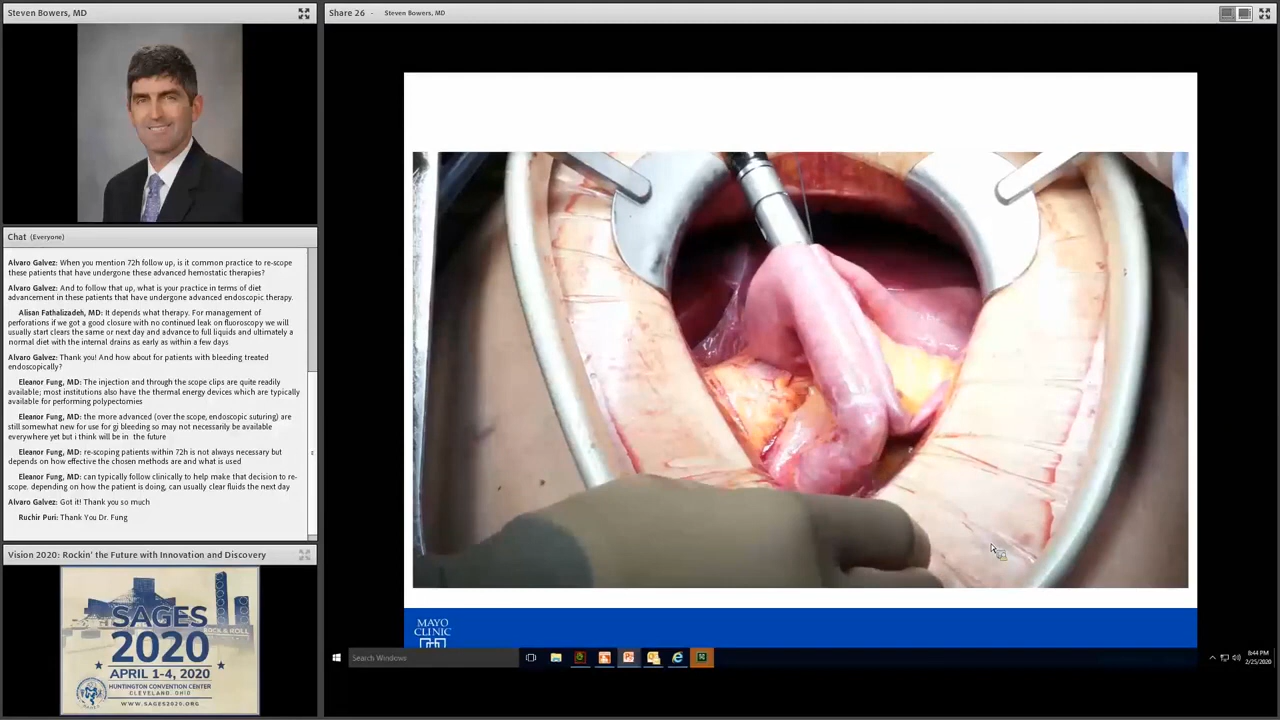 Steven Bowers, MD
Share 26 - Steven Bowers, MD
Chat (Everyone)
Alvaro Galvez: When you mention 72h follow up, is it common practice to re-scope
these patients that have undergone these advanced hemostatic therapies?
Alvaro Galvez: And to follow that up, what is your practice in terms of diet
advancement in these patients that have undergone advanced endoscopic therapy.
Alisan Fathalizadeh, MD: It depends what therapy. For management of
perforations if we got a good closure with no continued leak on fluoroscopy we will
usually start clears the same or next day and advance to full liquids and ultimately a
normal diet with the internal drains as early as within a few days
Alvaro Galvez: Thank you! And how about for patients with bleeding treated
endoscopically?
Eleanor Fung, MD: The injection and through the scope clips are quite readily
available; most institutions also have the thermal energy devices which are typically
available for performing polypectomies
Eleanor Fung, MD: the more advanced (over the scope, endoscopic suturing) are
still somewhat new for use for gi bleeding so may not necessarily be available
everywhere yet but i think will be in the future
Eleanor Fung, MD: re-scoping patients within 72h is not always necessary but
depends on how effective the chosen methods are and what is used
Eleanor Fung, MD: can typically follow clinically to help make that decision to re-
scope. depending on how the patient is doing, can usually clear fluids the next day
Alvaro Galvez: Got it! Thank you so much
Ruchir Puri: Thank You Dr. Fung
Vision 2020: Rockin' the Future with Innovation and Discovery
ROCK & ROLL
SAGES
2020
APRIL 1-4, 2020
HUNTINGTON CONVENTION CENTER
CLEVELAND, OHIO
WWW.SAGES2020.ORG
MAYO
CLINIC
Search Windows
8:44 PM
2/25/2020